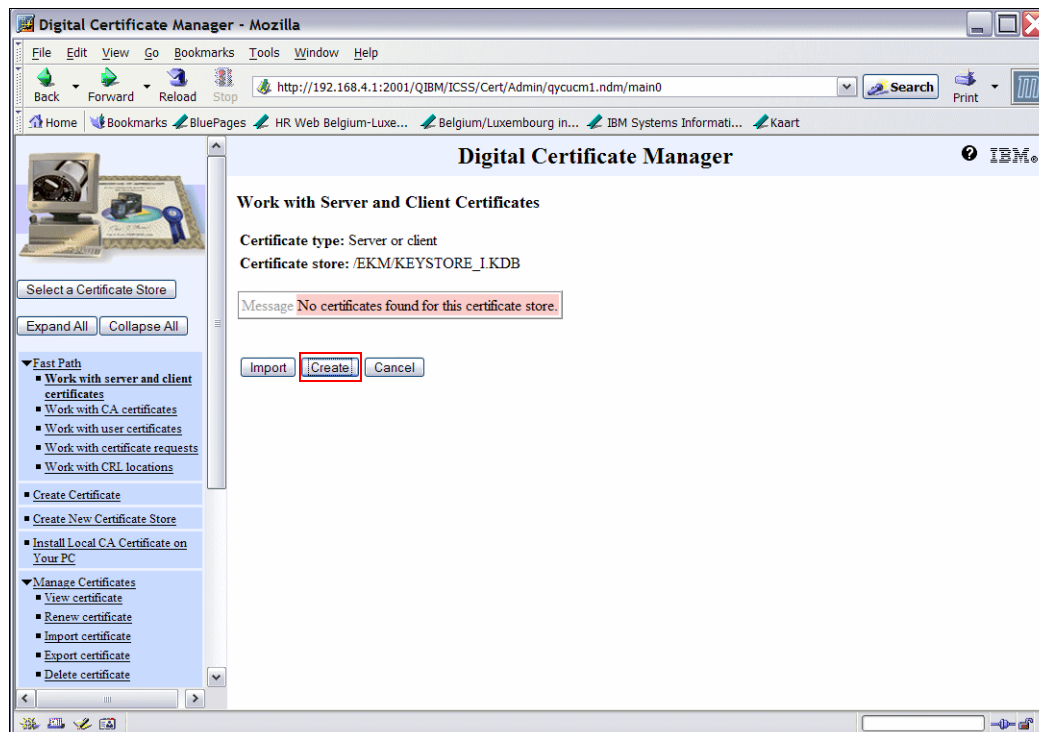 Digital Certificate Manager - Mozilla
File Edit View Go Bookmarks Tools Window Help
Back Forward Reload Stop http://192.168.4.1:2001/QIBM/ICSS/Cert/Admin/qycucm1.ndm/main0 Search Print
Home Bookmarks BluePages HR Web Belgium-Luxe... Belgium/Luxembourg in... IBM Systems Informati... Kaart
Digital Certificate Manager
IBM®
Work with Server and Client Certificates
Certificate type: Server or client
Certificate store: /EKM/KEYSTORE_I.KDB
Message No certificates found for this certificate store.
Import Create Cancel
Select a Certificate Store
Expand All Collapse All
Fast Path
Work with server and client
certificates
Work with CA certificates
Work with user certificates
Work with certificate requests
Work with CRL locations
Create Certificate
Create New Certificate Store
Install Local CA Certificate on
Your PC
Manage Certificates
View certificate
Renew certificate
Import certificate
Export certificate
Delete certificate